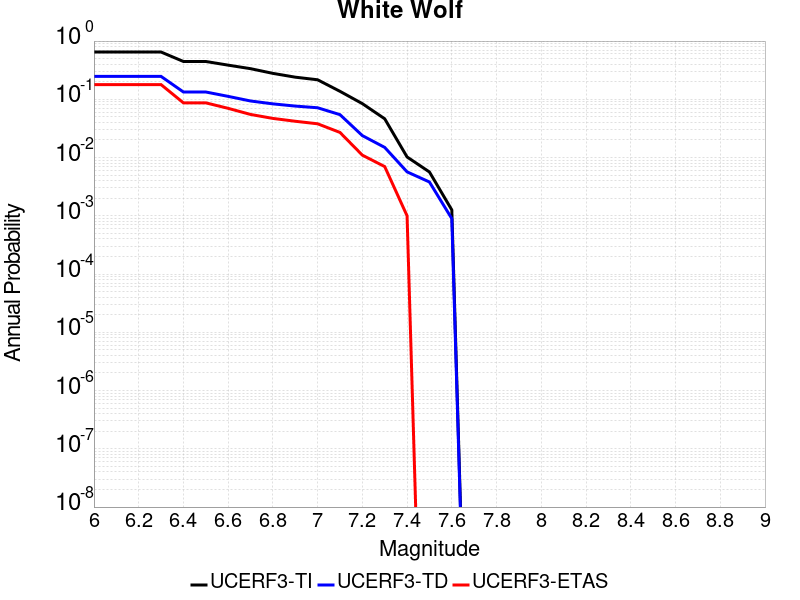 White Wolf
10^0
10^-1
10^-2
10^-3
10^-4
10^-5
10^-6
10^-7
10^-8
Annual Probability
6 6.2 6.4 6.6 6.8 7 7.2 7.4 7.6 7.8 8 8.2 8.4 8.6 8.8 9
Magnitude
UCERF3-TI UCERF3-TD UCERF3-ETAS